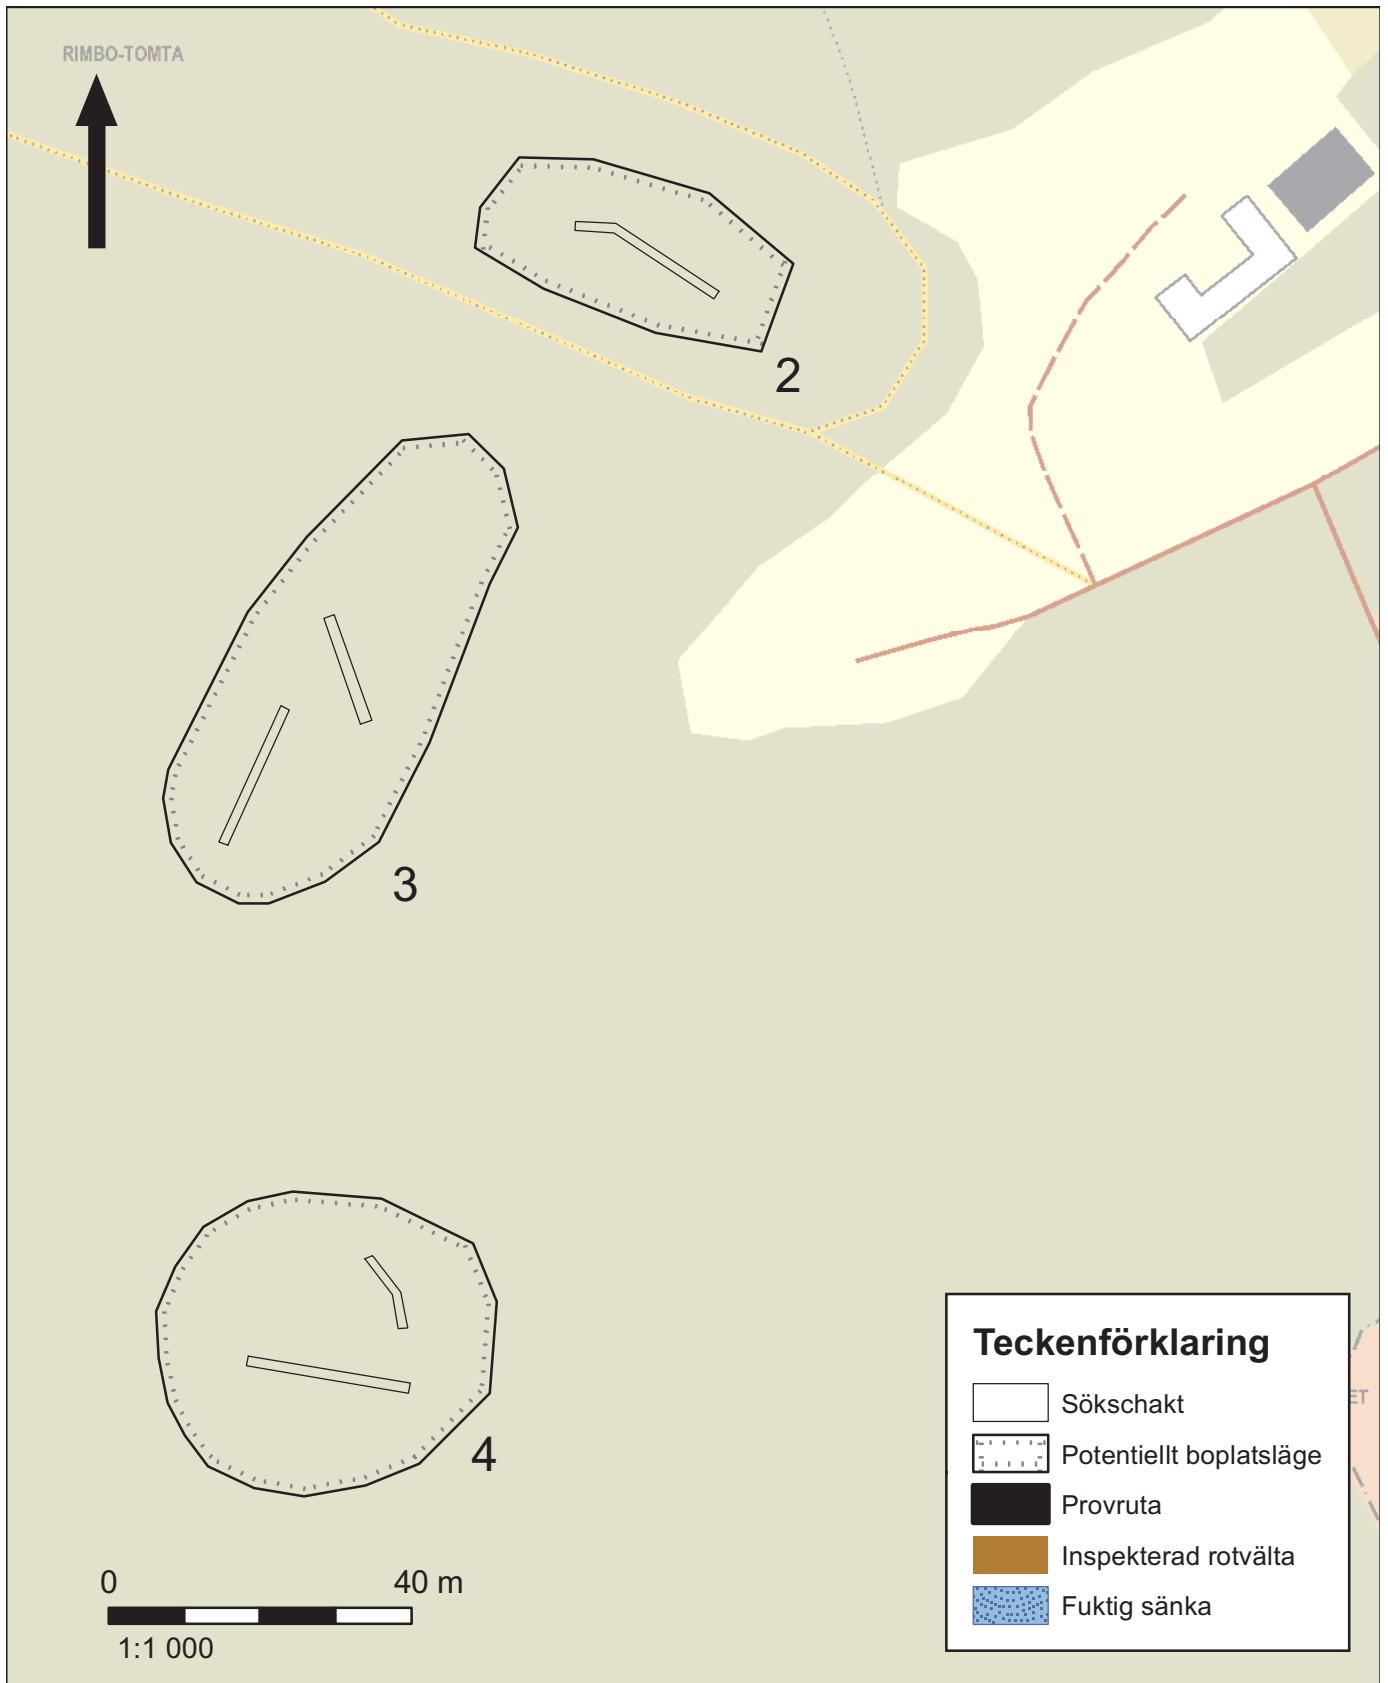 RIMBO-TOMTA
2
3
4
0 40 m
1:1 000
Teckenförklaring
Sökschakt
Potentiellt boplatsläge
Provruta
Inspekterad rotvälta
Fuktig sänka
ET